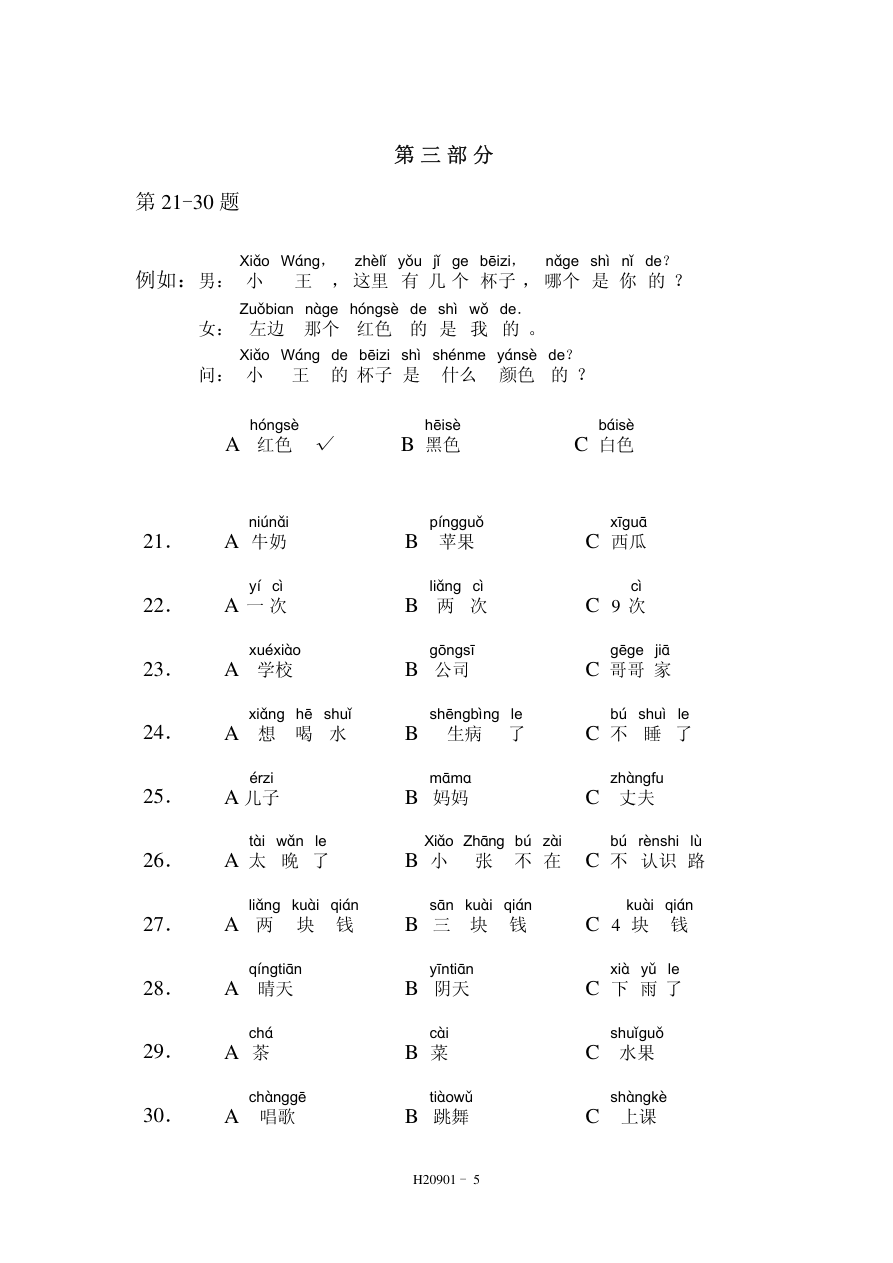 第 三 部 分
第 21-30 题
Xiǎo Wáng， zhèlǐ yǒu jǐ ge bēizi， nǎge shì nǐ de？
例如：男： 小 王 ，这里 有 几 个 杯子 ，哪个 是 你 的 ？
Zuǒbian nàge hóngsè de shì wǒ de．
女： 左边 那个 红色 的 是 我 的 。
Xiǎo Wáng de bēizi shì shénme yánsè de？
问： 小 王 的 杯子 是 什么 颜色 的 ？
hóngsè hēisè báisè
A 红色 √ B 黑色 C 白色
niúnǎi píngguǒ xīguā
21． A 牛奶 B 苹果 C 西瓜
yí cì liǎng cì cì
22． A 一 次 B 两 次 C 9 次
xuéxiào gōngsī gēge jiā
23． A 学校 B 公司 C 哥哥 家
xiǎng hē shuǐ shēngbìng le bú shuì le
24． A 想 喝 水 B 生病 了 C 不 睡 了
érzi māma zhàngfu
25． A 儿子 B 妈妈 C 丈夫
tài wǎn le Xiǎo Zhāng bú zài bú rènshi lù
26． A 太 晚 了 B 小 张 不 在 C 不 认识 路
liǎng kuài qián sān kuài qián kuài qián
27． A 两 块 钱 B 三 块 钱 C 4 块 钱
qíngtiān yīntiān xià yǔ le
28． A 晴天 B 阴天 C 下 雨 了
chá cài shuǐguǒ
29． A 茶 B 菜 C 水果
chànggē tiàowǔ shàngkè
30． A 唱歌 B 跳舞 C 上课
H20901- 5